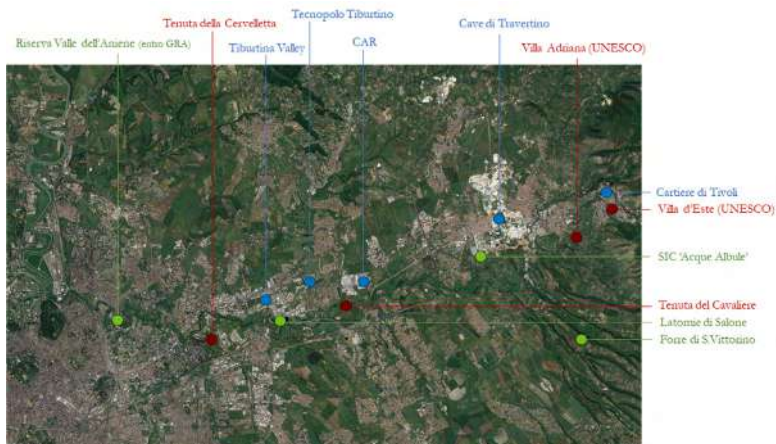 Tecnopolo Tiburtino
Tenuta della Cervelletta
Cave di Travertino
Riserva Valle dell'Aniene (entro GRA)
Tiburtina Valley
CAR
Villa Adriana (UNESCO)
Cartiere di Tivoli
Villa d'Este (UNESCO)
SIC 'Acque Albule'
Tenuta del Cavaliere
Latomie di Salone
Forre di S.Vittorino